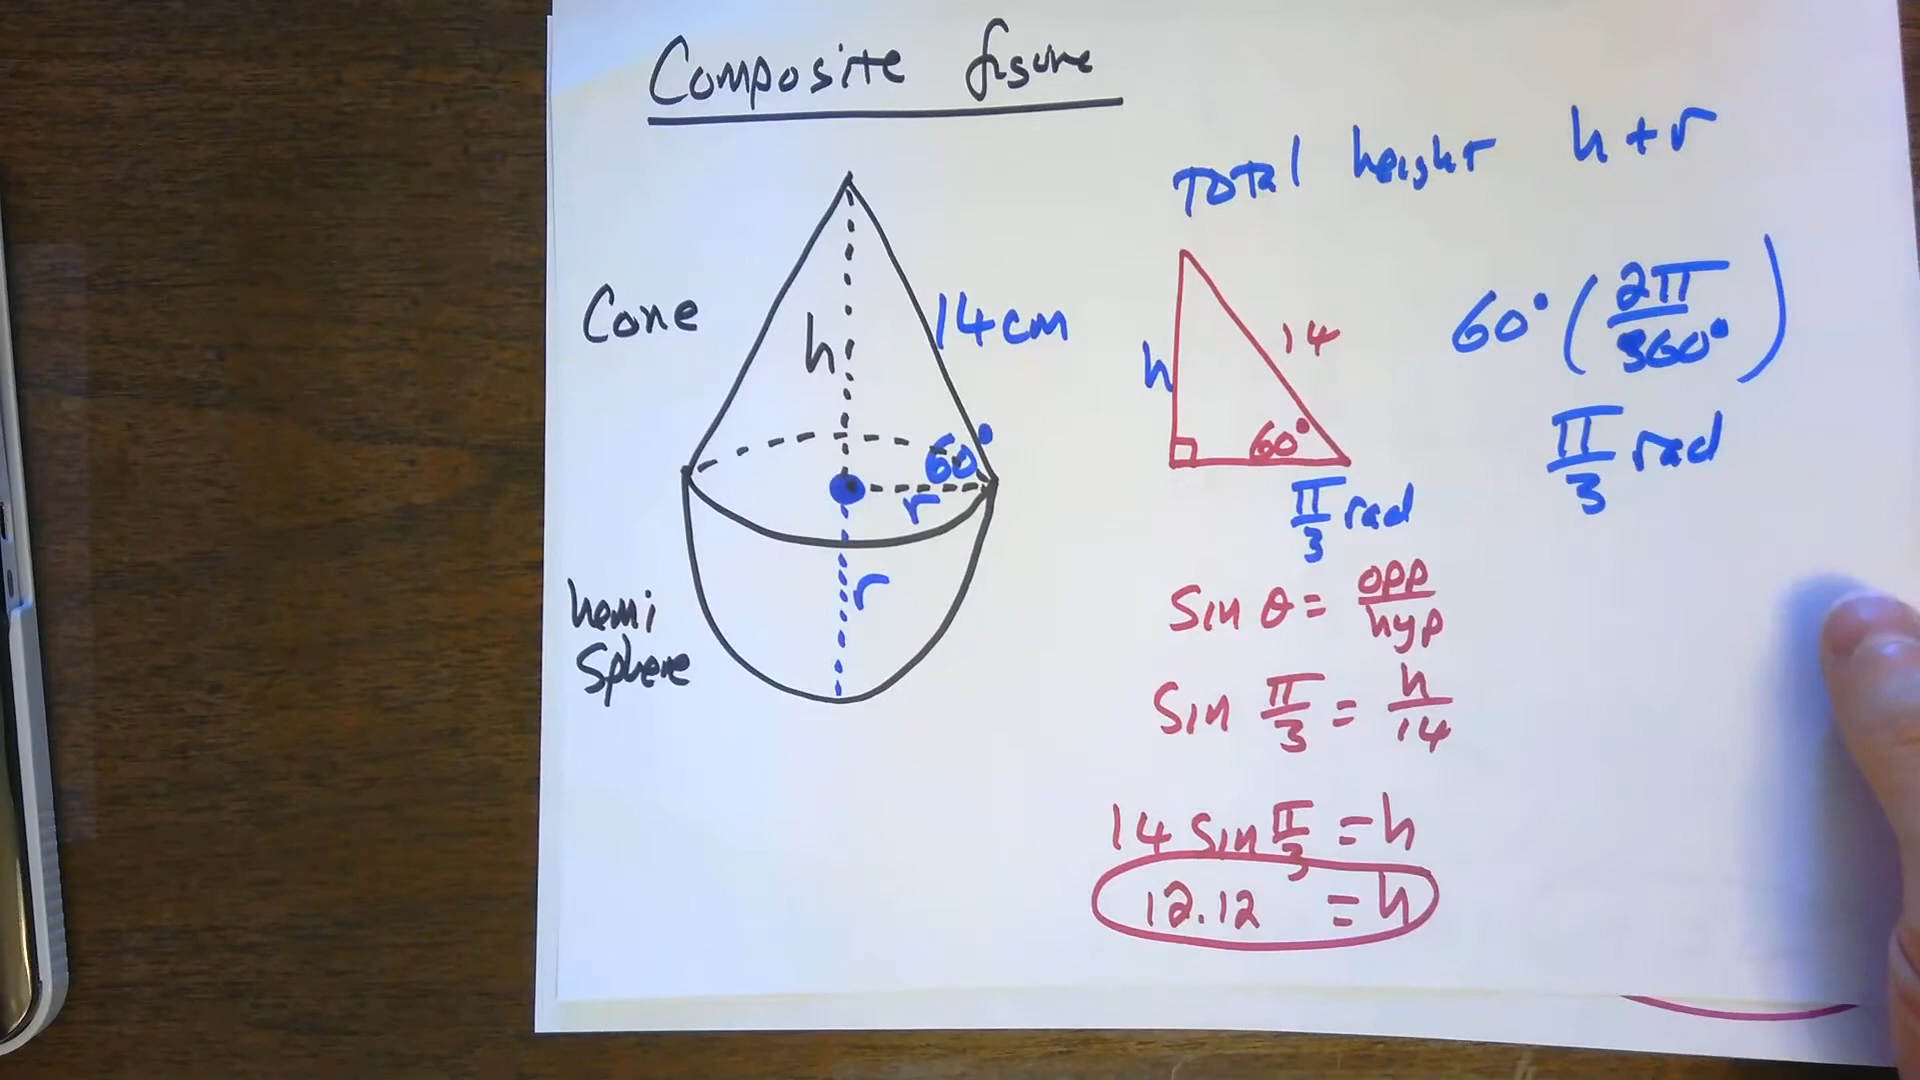 Composite figure
Total height h + r
Cone
h
14cm
60°
r
r
hemi
sphere
h
14
60°
π/3 rad
60° (2π/360°)
π/3 rad
Sin θ = opp/hyp
Sin π/3 = h/14
14 Sin π/3 = h
12.12 = h